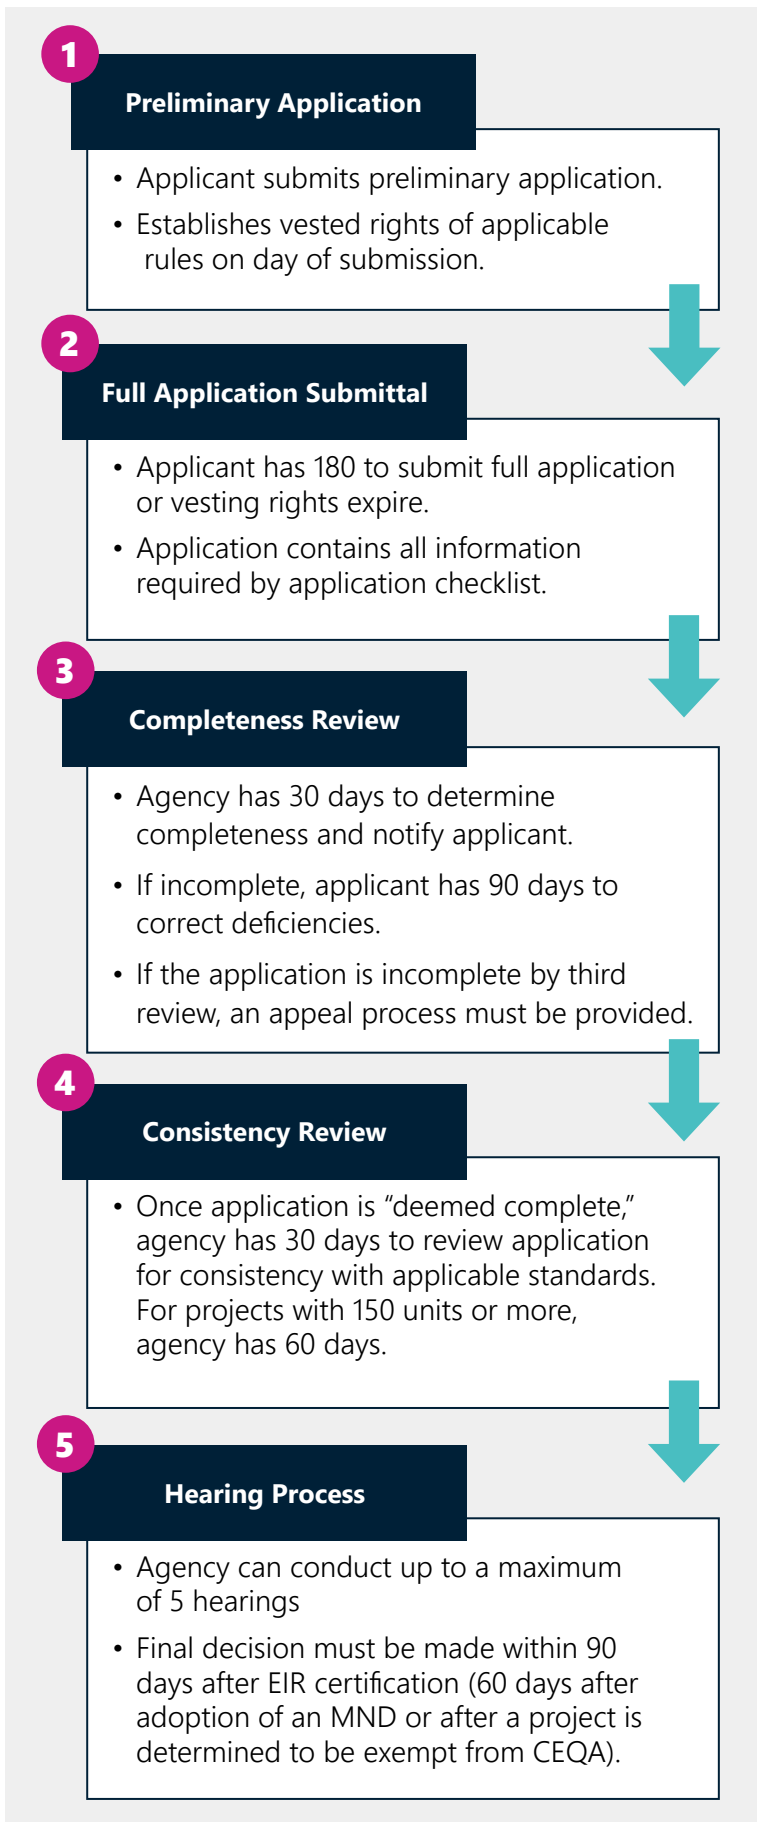 1
Preliminary Application
• Applicant submits preliminary application.
• Establishes vested rights of applicable
rules on day of submission.
2
Full Application Submittal
• Applicant has 180 to submit full application
or vesting rights expire.
• Application contains all information
required by application checklist.
3
Completeness Review
• Agency has 30 days to determine
completeness and notify applicant.
• If incomplete, applicant has 90 days to
correct deficiencies.
• If the application is incomplete by third
review, an appeal process must be provided.
4
Consistency Review
• Once application is “deemed complete,”
agency has 30 days to review application
for consistency with applicable standards.
For projects with 150 units or more,
agency has 60 days.
5
Hearing Process
• Agency can conduct up to a maximum
of 5 hearings
• Final decision must be made within 90
days after EIR certification (60 days after
adoption of an MND or after a project is
determined to be exempt from CEQA).